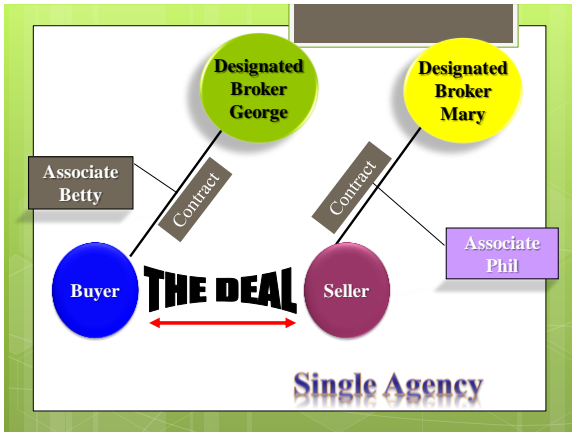 Designated
Broker
George
Designated
Broker
Mary
Associate
Betty
Contract
Contract
Associate
Phil
Buyer
THE DEAL
Seller
Single Agency